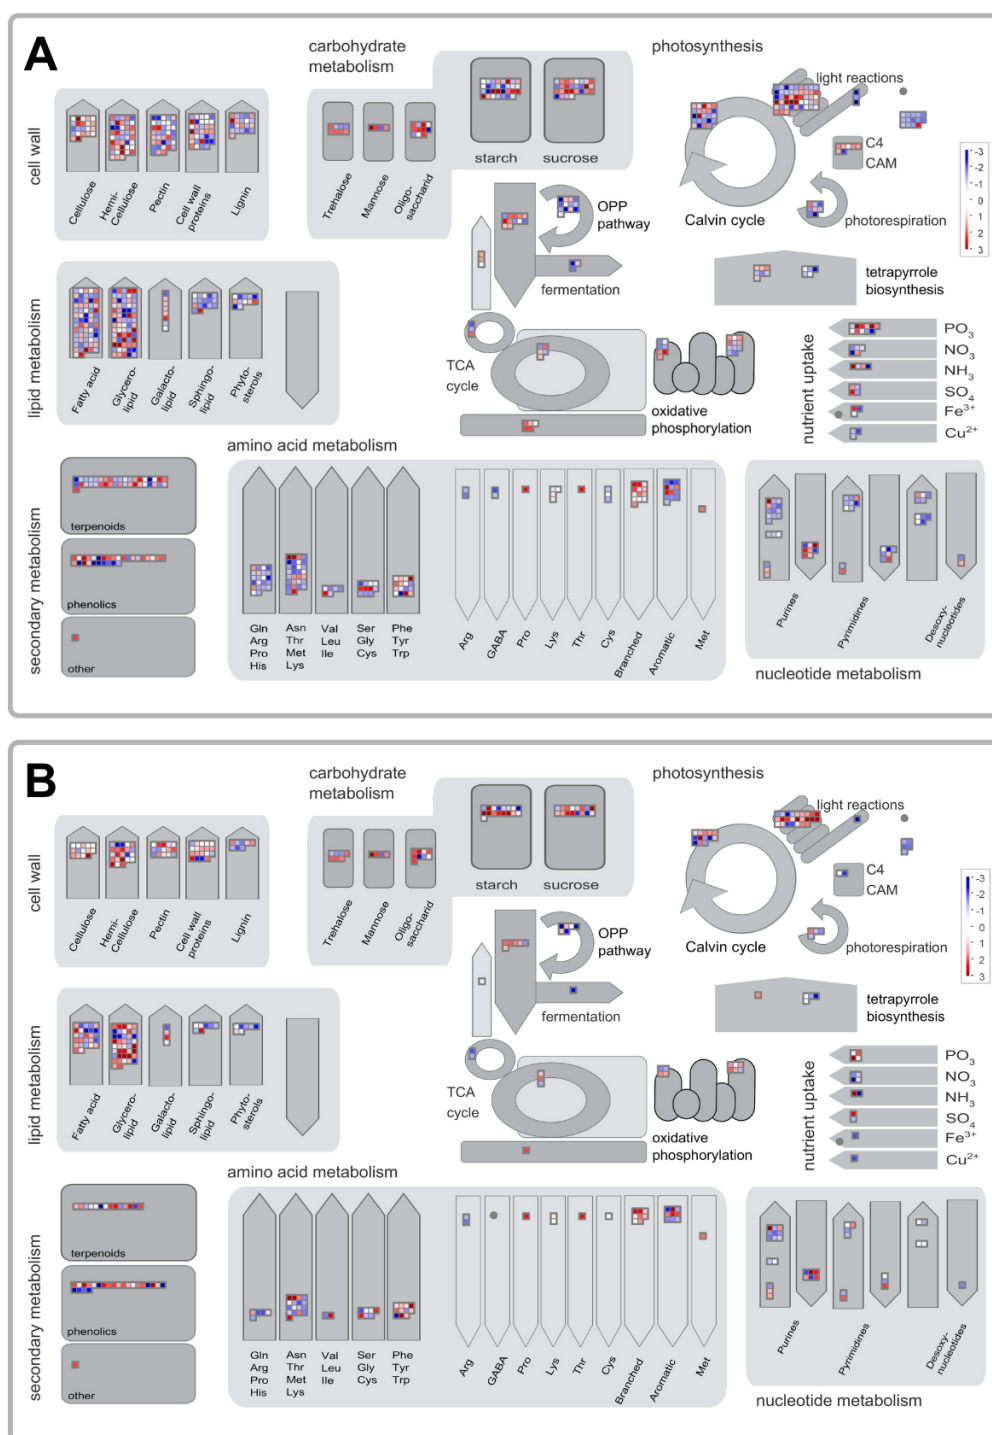 A
carbohydrate
metabolism
photosynthesis
light reactions
starch
sucrose
C4
CAM
-3
-2
-1
0
1
2
3
cell wall
Cellulose
Hemi-
Cellulose
Pectin
Cell wall
proteins
Lignin
Trehalose
Mannose
Oligo-
saccharid
OPP
pathway
Calvin cycle
photorespiration
fermentation
tetrapyrrole
biosynthesis
lipid metabolism
Fatty acid
Glycero-
lipid
Galacto-
lipid
Sphingo-
lipid
Phyto-
sterols
TCA
cycle
oxidative
phosphorylation
nutrient uptake
PO3
NO3
NH3
SO4
Fe3+
Cu2+
amino acid metabolism
secondary metabolism
terpenoids
phenolics
other
Gln
Arg
Pro
His
Asn
Thr
Met
Lys
Val
Leu
Ile
Ser
Gly
Cys
Phe
Tyr
Trp
Arg
GABA
Pro
Lys
Thr
Cys
Branched
Aromatic
Met
Purines
Pyrimidines
Desoxy-
nucleotides
nucleotide metabolism
B
carbohydrate
metabolism
photosynthesis
light reactions
starch
sucrose
C4
CAM
-3
-2
-1
0
1
2
3
cell wall
Cellulose
Hemi-
Cellulose
Pectin
Cell wall
proteins
Lignin
Trehalose
Mannose
Oligo-
saccharid
OPP
pathway
Calvin cycle
photorespiration
fermentation
tetrapyrrole
biosynthesis
lipid metabolism
Fatty acid
Glycero-
lipid
Galacto-
lipid
Sphingo-
lipid
Phyto-
sterols
TCA
cycle
oxidative
phosphorylation
nutrient uptake
PO3
NO3
NH3
SO4
Fe3+
Cu2+
amino acid metabolism
secondary metabolism
terpenoids
phenolics
other
Gln
Arg
Pro
His
Asn
Thr
Met
Lys
Val
Leu
Ile
Ser
Gly
Cys
Phe
Tyr
Trp
Arg
GABA
Pro
Lys
Thr
Cys
Branched
Aromatic
Met
Purines
Pyrimidines
Desoxy-
nucleotides
nucleotide metabolism